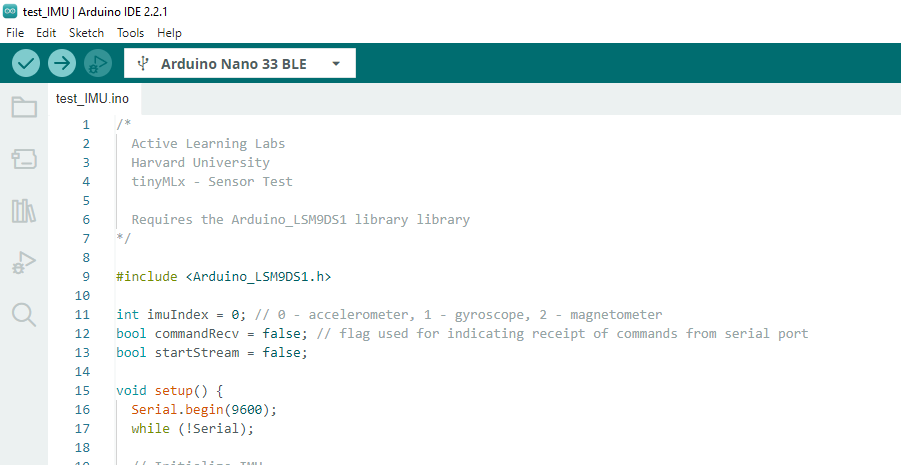 test_IMU | Arduino IDE 2.2.1
File Edit Sketch Tools Help
Arduino Nano 33 BLE
test_IMU.ino
1 /*
2 Active Learning Labs
3 Harvard University
4 tinyMLx - Sensor Test
5
6 Requires the Arduino_LSM9DS1 library library
7 */
8
9 #include <Arduino_LSM9DS1.h>
10
11 int imuIndex = 0; // 0 - accelerometer, 1 - gyroscope, 2 - magnetometer
12 bool commandRecv = false; // flag used for indicating receipt of commands from serial port
13 bool startStream = false;
14
15 void setup() {
16 Serial.begin(9600);
17 while (!Serial);
18
19 // Initialize IMU